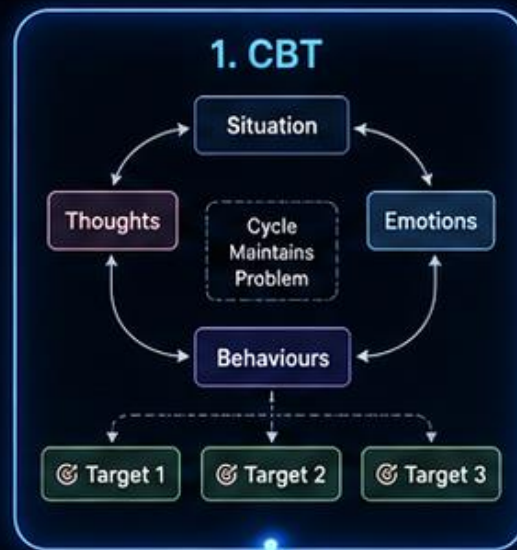 1. CBT
Situation
Thoughts
Emotions
Cycle
Maintains
Problem
Behaviours
Target 1
Target 2
Target 3